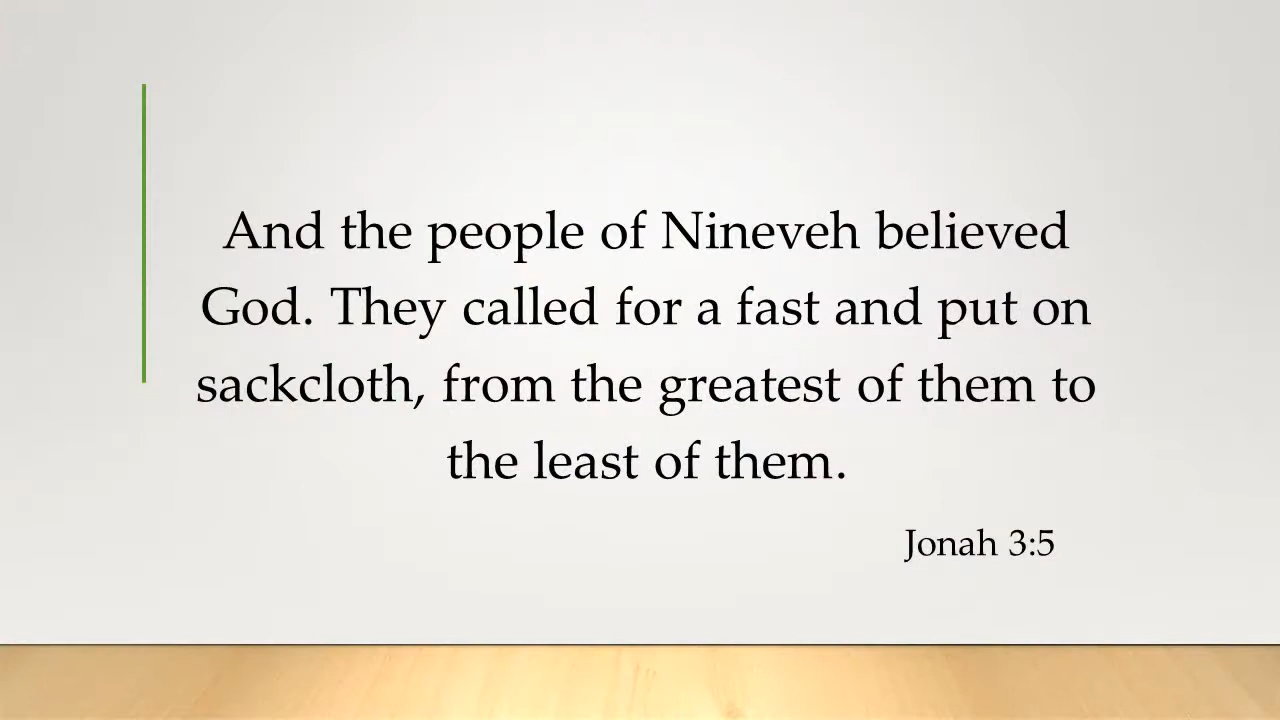 And the people of Nineveh believed
God. They called for a fast and put on
sackcloth, from the greatest of them to
the least of them.
Jonah 3:5